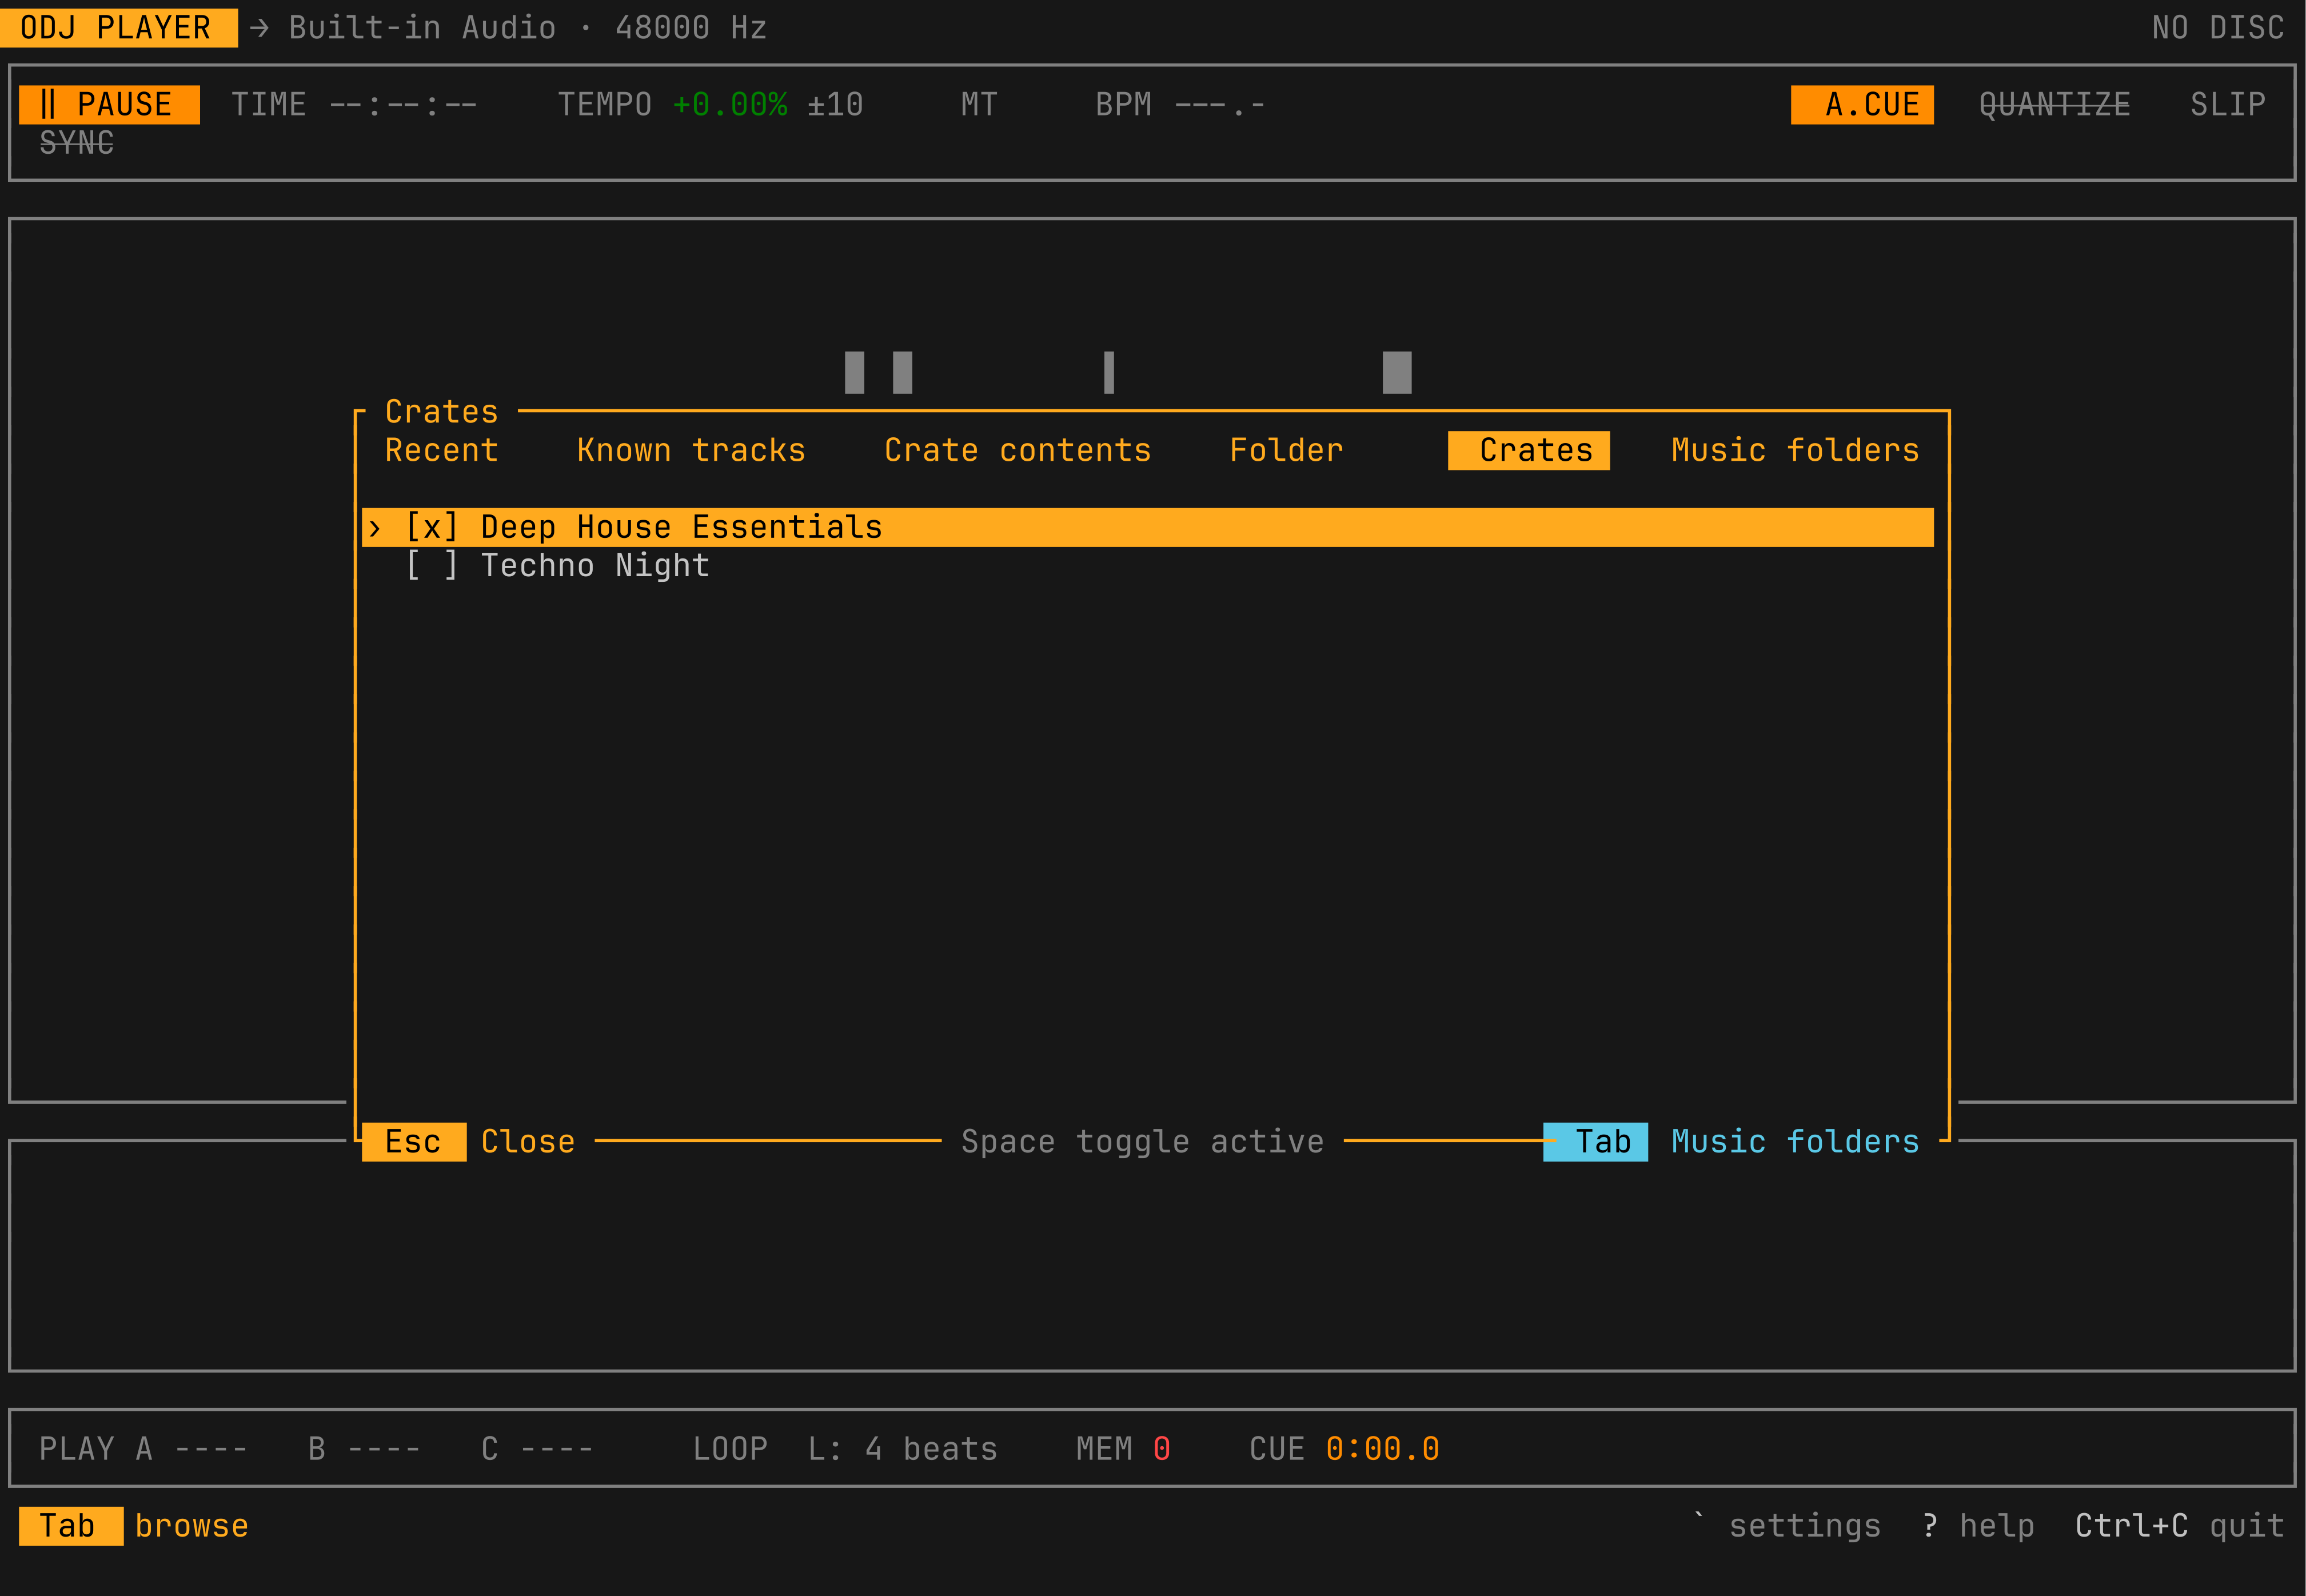 ODJ PLAYER → Built-in Audio · 48000 Hz NO DISC
‖ PAUSE TIME --:--:-- TEMPO +0.00% ±10 MT BPM ---.- A.CUE QUANTIZE SLIP
SYNC
Crates
Recent Known tracks Crate contents Folder Crates Music folders
› [x] Deep House Essentials
[ ] Techno Night
Esc Close Space toggle active Tab Music folders
PLAY A ---- B ---- C ---- LOOP L: 4 beats MEM 0 CUE 0:00.0
Tab browse ` settings ? help Ctrl+C quit